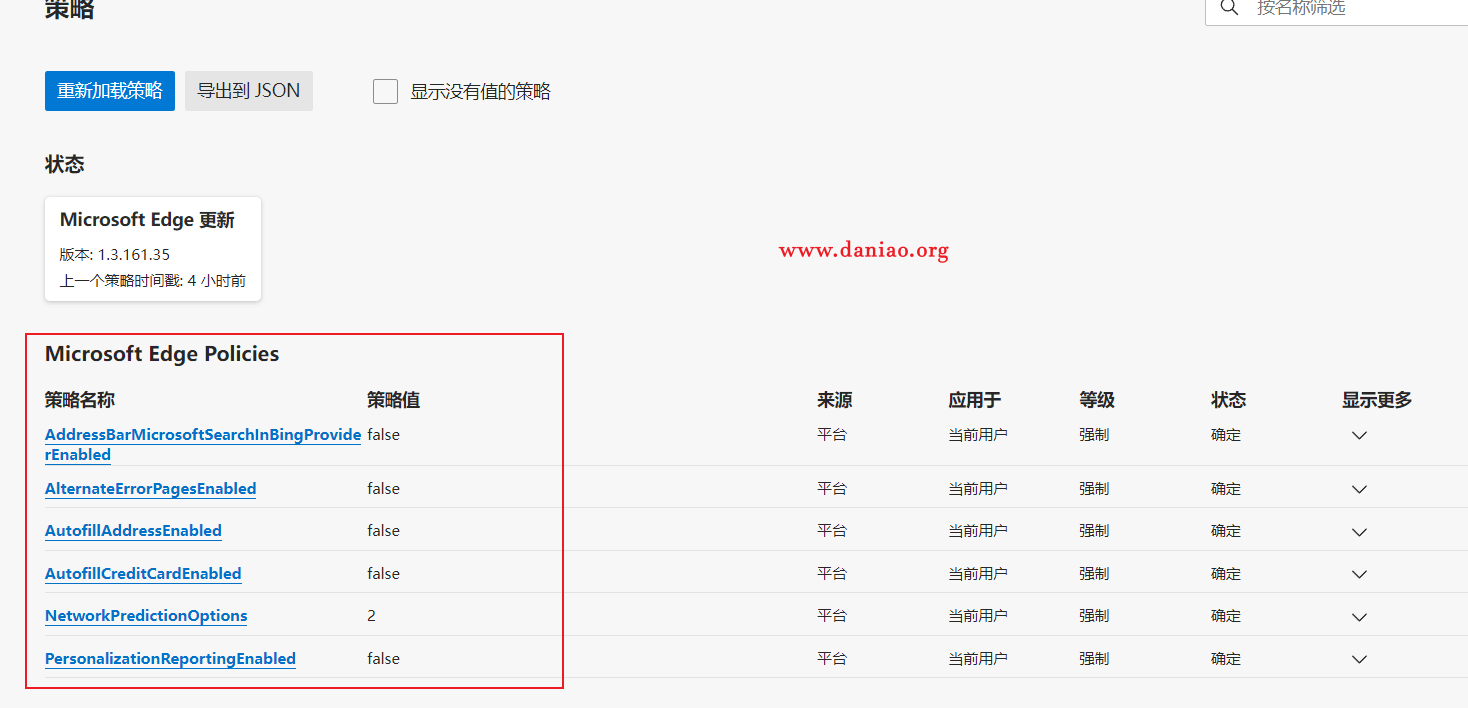 策略
按名称筛选
重新加载策略 导出到 JSON 显示没有值的策略
状态
Microsoft Edge 更新
版本: 1.3.161.35
上一个策略时间戳: 4 小时前
www.daniao.org
Microsoft Edge Policies
策略名称 策略值 来源 应用于 等级 状态 显示更多
AddressBarMicrosoftSearchInBingProvide false 平台 当前用户 强制 确定
rEnabled
AlternateErrorPagesEnabled false 平台 当前用户 强制 确定
AutofillAddressEnabled false 平台 当前用户 强制 确定
AutofillCreditCardEnabled false 平台 当前用户 强制 确定
NetworkPredictionOptions 2 平台 当前用户 强制 确定
PersonalizationReportingEnabled false 平台 当前用户 强制 确定